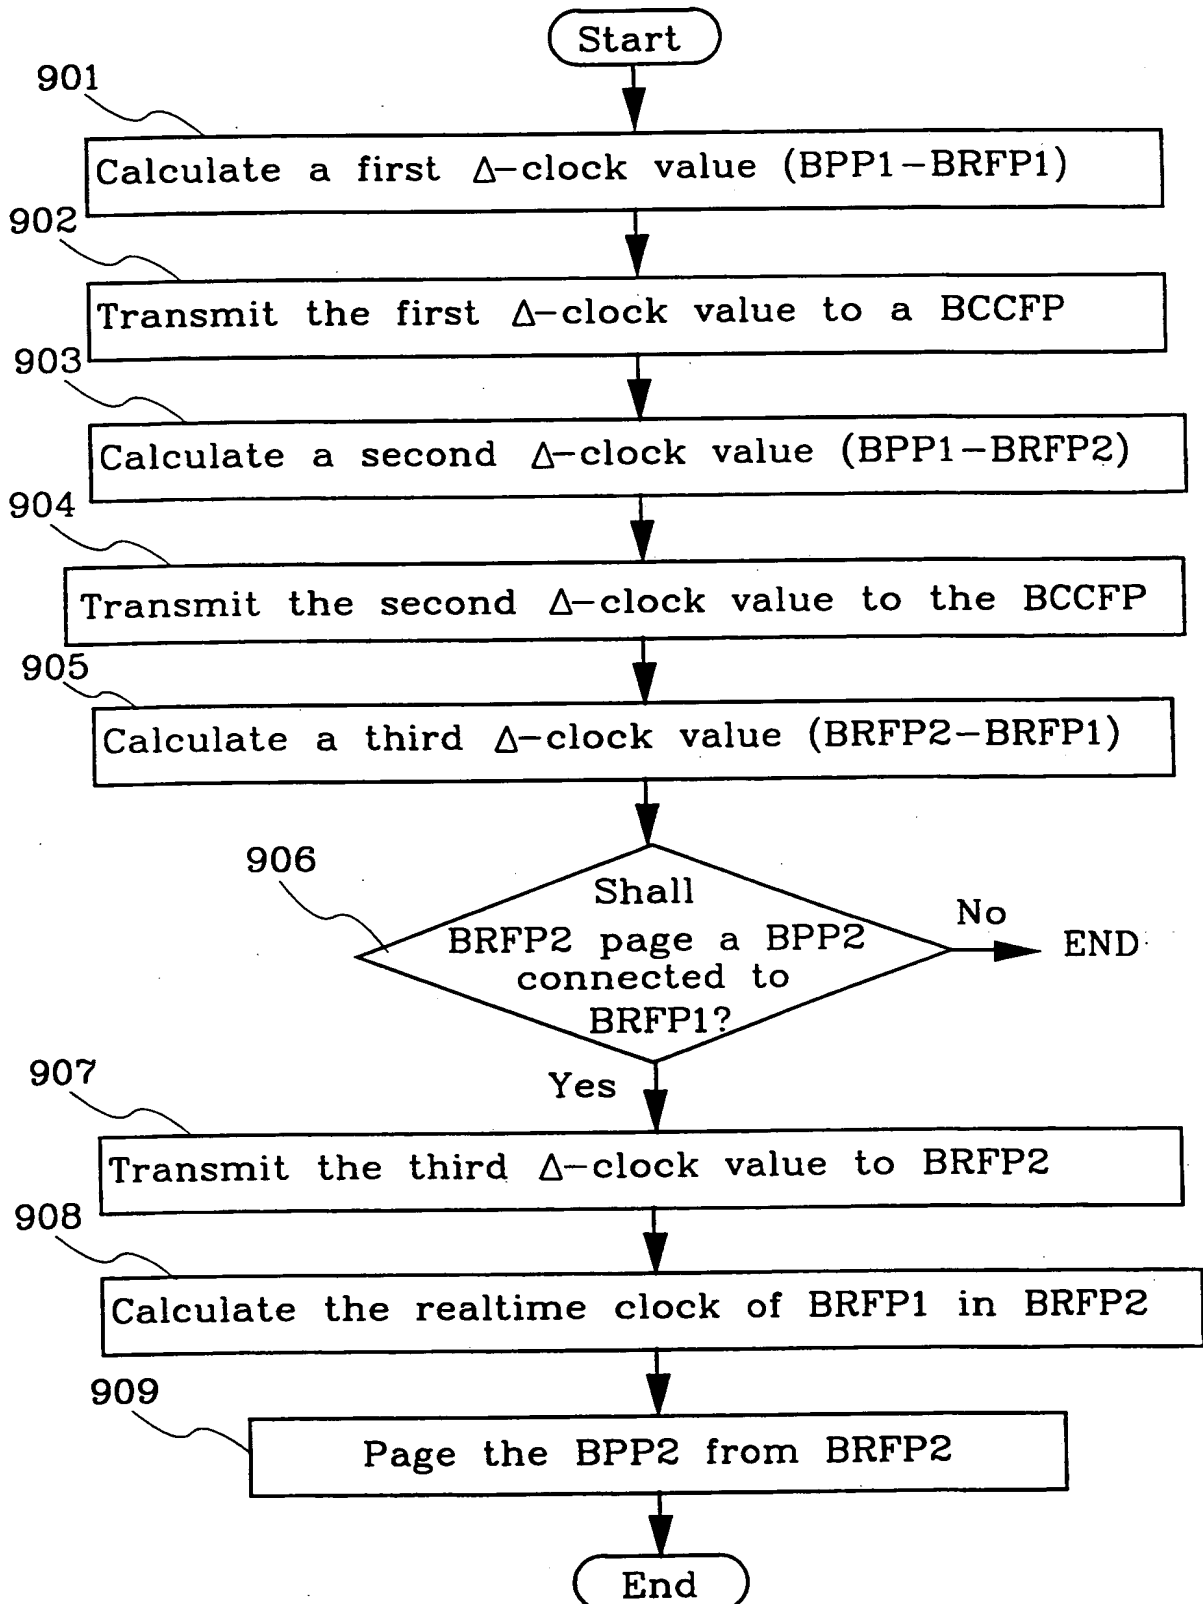 Start
901
Calculate a first Δ-clock value (BPP1-BRFP1)
902
Transmit the first Δ-clock value to a BCCFP
903
Calculate a second Δ-clock value (BPP1-BRFP2)
904
Transmit the second Δ-clock value to the BCCFP
905
Calculate a third Δ-clock value (BRFP2-BRFP1)
906
Shall
BRFP2 page a BPP2
connected to
BRFP1?
No
END
Yes
907
Transmit the third Δ-clock value to BRFP2
908
Calculate the realtime clock of BRFP1 in BRFP2
909
Page the BPP2 from BRFP2
End